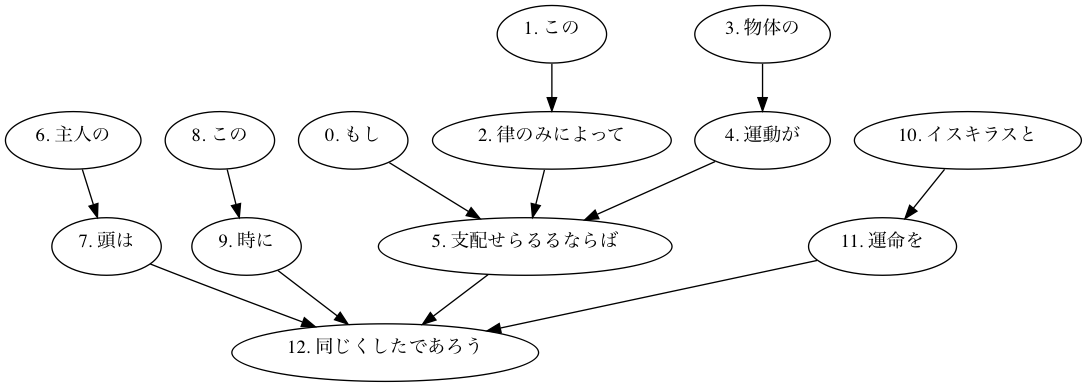 1. この
3. 物体の
6. 主人の
8. この
0. もし
2. 律のみによって
4. 運動が
10. イスキラスと
7. 頭は
9. 時に
5. 支配せらるるならば
11. 運命を
12. 同じくしたであろう